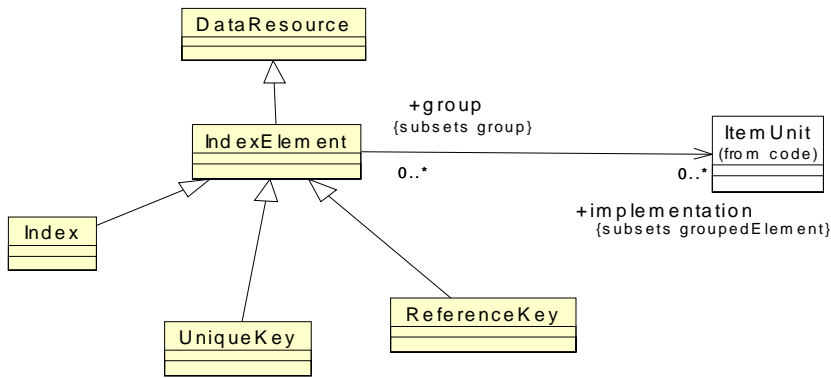 DataResource
+group
{subsets group}
IndexElement
ItemUnit
(from code)
0..*
0..*
+implementation
{subsets groupedElement}
Index
ReferenceKey
UniqueKey